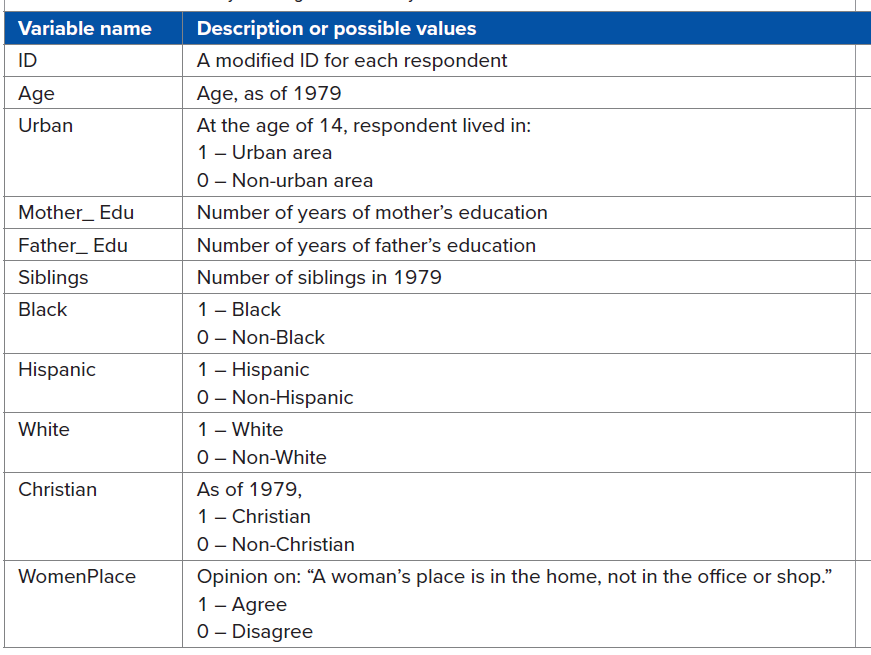 Variable name Description or possible values
ID A modified ID for each respondent
Age Age, as of 1979
Urban At the age of 14, respondent lived in:
1 – Urban area
0 – Non-urban area
Mother_ Edu Number of years of mother’s education
Father_ Edu Number of years of father’s education
Siblings Number of siblings in 1979
Black 1 – Black
0 – Non-Black
Hispanic 1 – Hispanic
0 – Non-Hispanic
White 1 – White
0 – Non-White
Christian As of 1979,
1 – Christian
0 – Non-Christian
WomenPlace Opinion on: “A woman’s place is in the home, not in the office or shop.”
1 – Agree
0 – Disagree